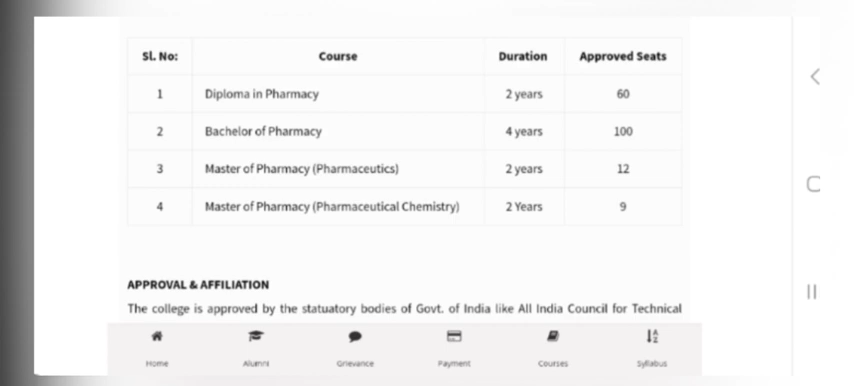 Sl. No: Course Duration Approved Seats
1 Diploma in Pharmacy 2 years 60
2 Bachelor of Pharmacy 4 years 100
3 Master of Pharmacy (Pharmaceutics) 2 years 12
4 Master of Pharmacy (Pharmaceutical Chemistry) 2 Years 9
APPROVAL & AFFILIATION
The college is approved by the statuatory bodies of Govt. of India like All India Council for Technical
Home Alumni Grievance Payment Courses Syllabus